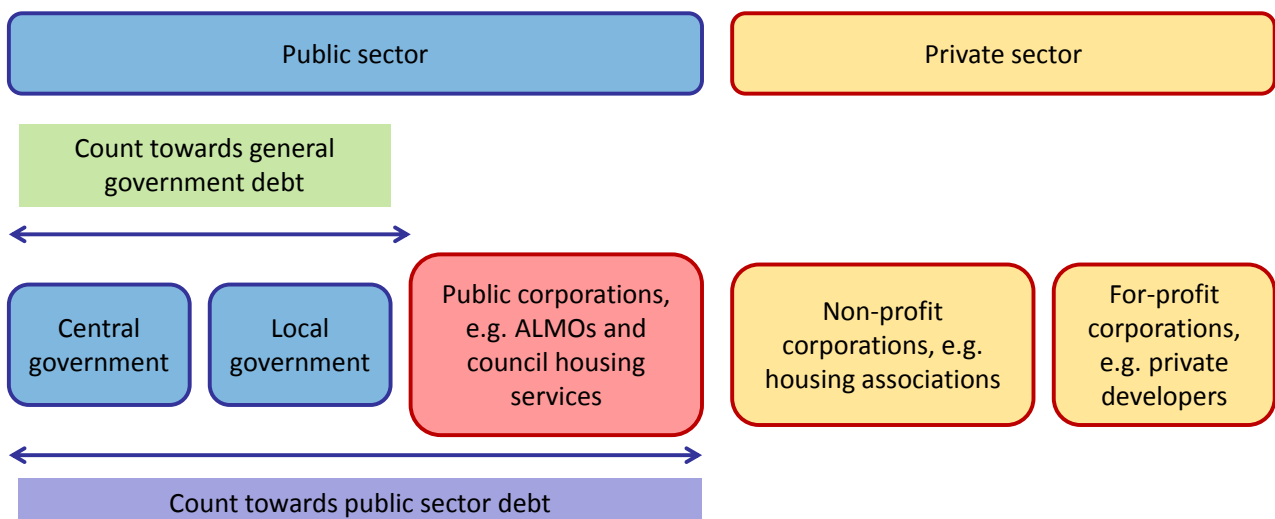 Public sector
Private sector
Count towards general
government debt
Central
government
Local
government
Public corporations,
e.g. ALMOs and
council housing
services
Non-profit
corporations, e.g.
housing associations
For-profit
corporations,
e.g. private
developers
Count towards public sector debt